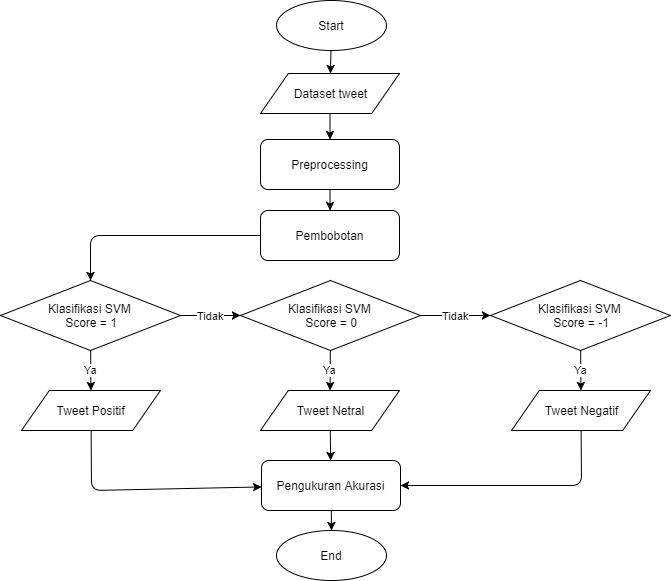 Start
Dataset tweet
Preprocessing
Pembobotan
Klasifikasi SVM
Score = 1
Tidak
Klasifikasi SVM
Score = 0
Tidak
Klasifikasi SVM
Score = -1
Ya
Ya
Ya
Tweet Positif
Tweet Netral
Tweet Negatif
Pengukuran Akurasi
End